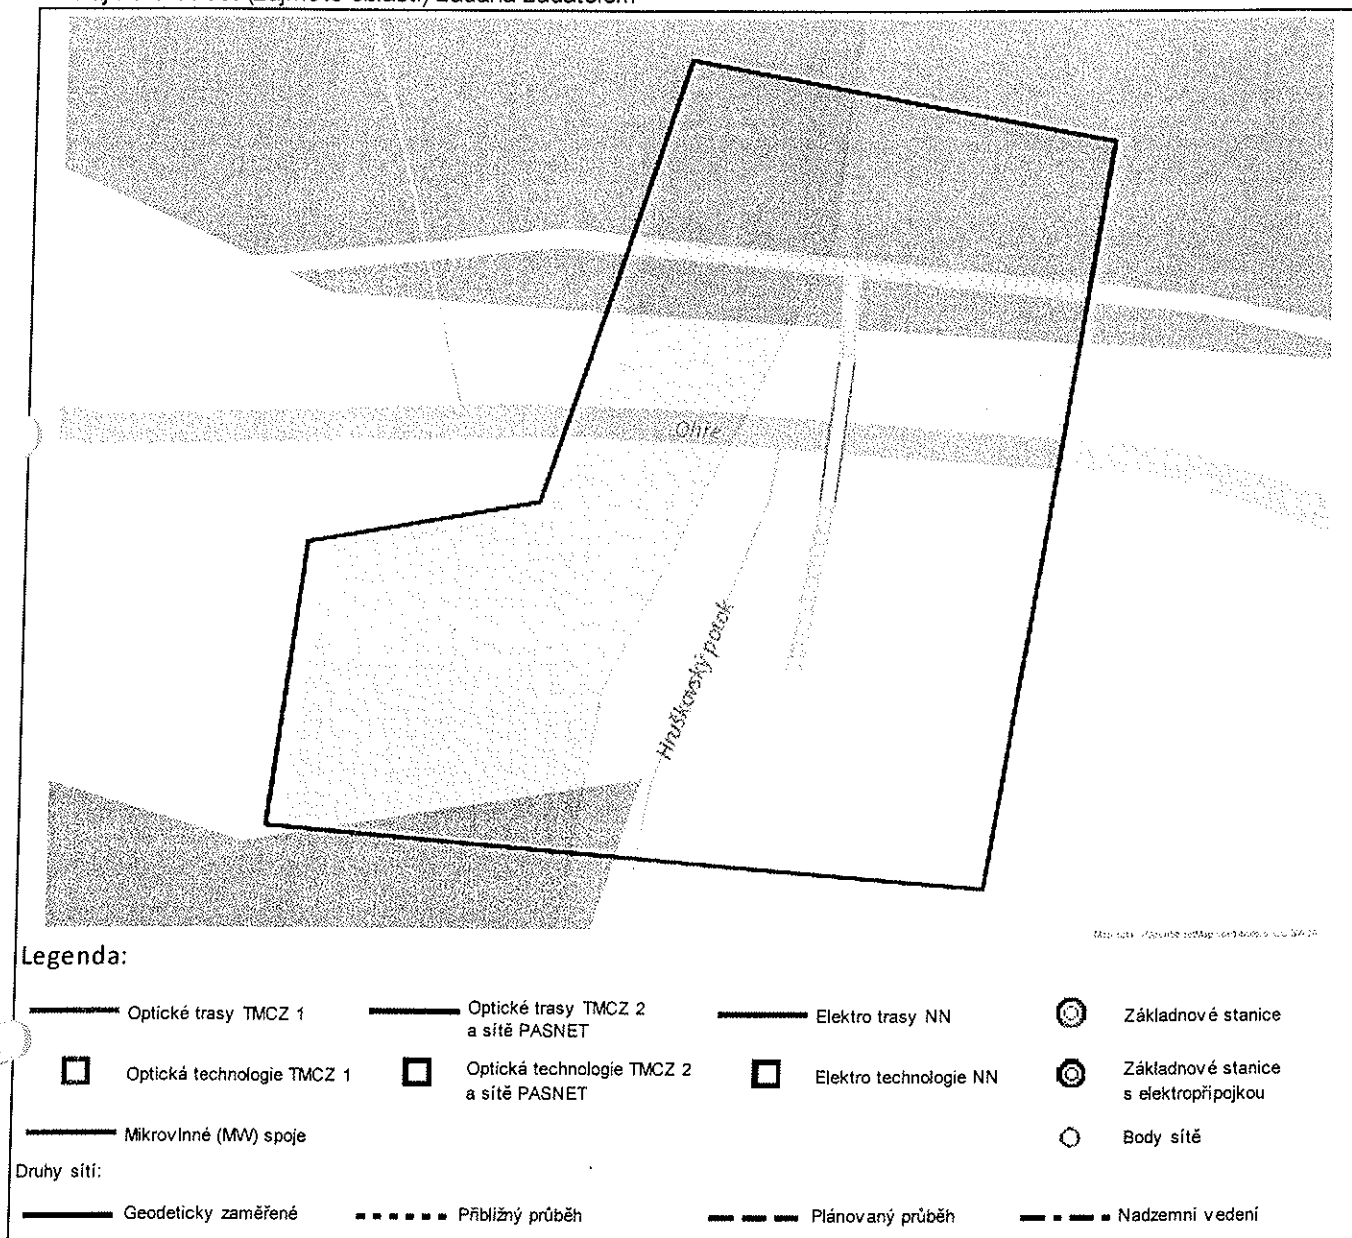 Ohře
Hruškovský potok
Legenda:
Optické trasy TMCZ 1
Optické trasy TMCZ 2
a sítě PASNET
Elektro trasy NN
Základnové stanice
Optická technologie TMCZ 1
Optická technologie TMCZ 2
a sítě PASNET
Elektro technologie NN
Základnové stanice
s elektropřípojkou
Mikrovlnné (MW) spoje
Body sítě
Druhy sítí:
Geodeticky zaměřené
Přibližný průběh
Plánovaný průběh
Nadzemní vedení